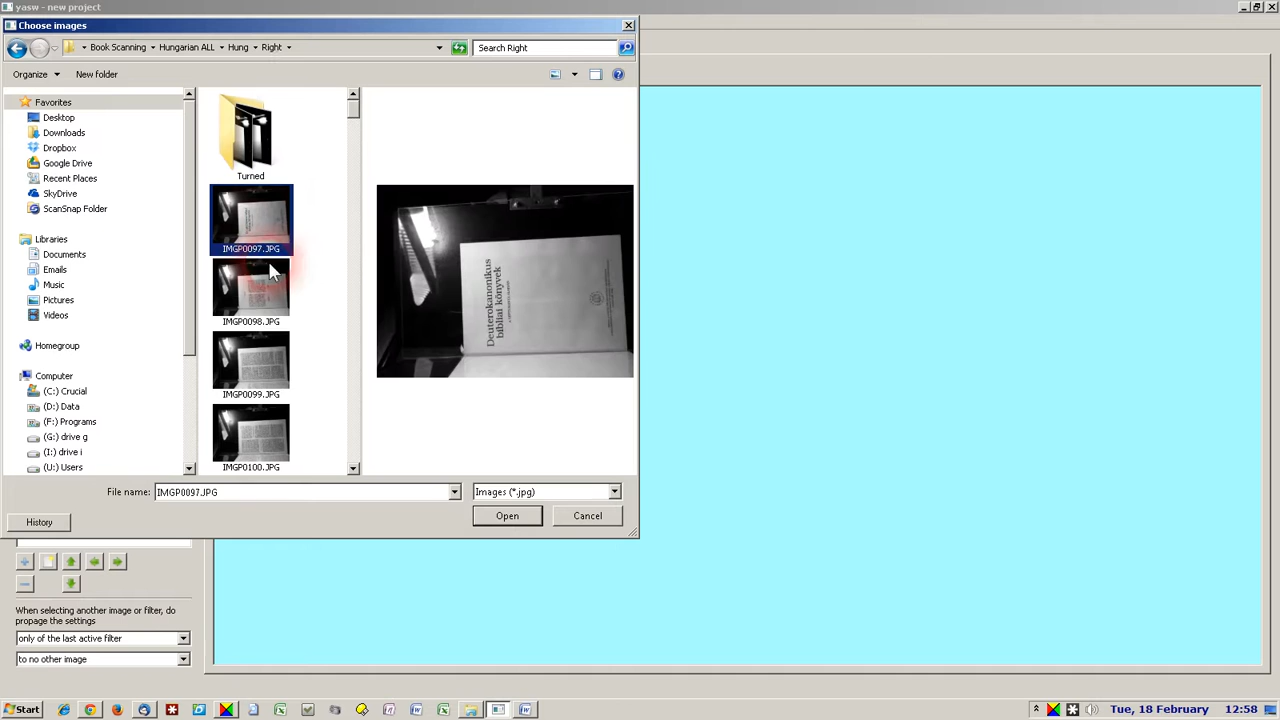 yasw - new project
Choose images
Book Scanning
Hungarian ALL
Hung
Right
Search Right
Organize
New folder
Favorites
Desktop
Downloads
Dropbox
Google Drive
Recent Places
SkyDrive
ScanSnap Folder
Libraries
Documents
Emails
Music
Pictures
Videos
Homegroup
Computer
(C:) Crucial
(D:) Data
(F:) Programs
(G:) drive g
(I:) drive i
(U:) Users
Turned
IMGP0097.JPG
IMGP0098.JPG
IMGP0099.JPG
IMGP0100.JPG
Deuterokanonikus
bibliai könyvek
File name:
IMGP0097.JPG
Images (*.jpg)
History
Open
Cancel
When selecting another image or filter, do
propage the settings
only of the last active filter
to no other image
Start
Tue, 18 February
12:58